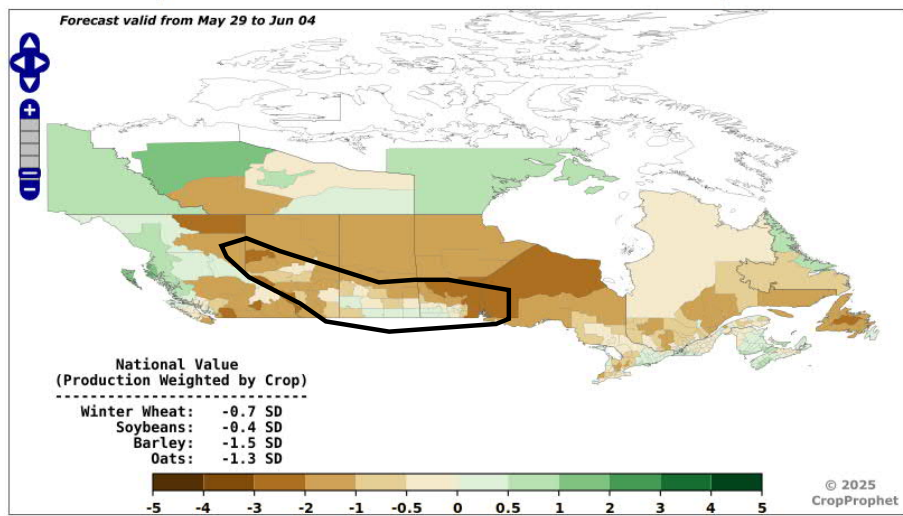 Forecast valid from May 29 to Jun 04
National Value
(Production Weighted by Crop)
------------------------------
Winter Wheat: -0.7 SD
Soybeans: -0.4 SD
Barley: -1.5 SD
Oats: -1.3 SD
-5 -4 -3 -2 -1 -0.5 0 0.5 1 2 3 4 5
© 2025
CropProphet